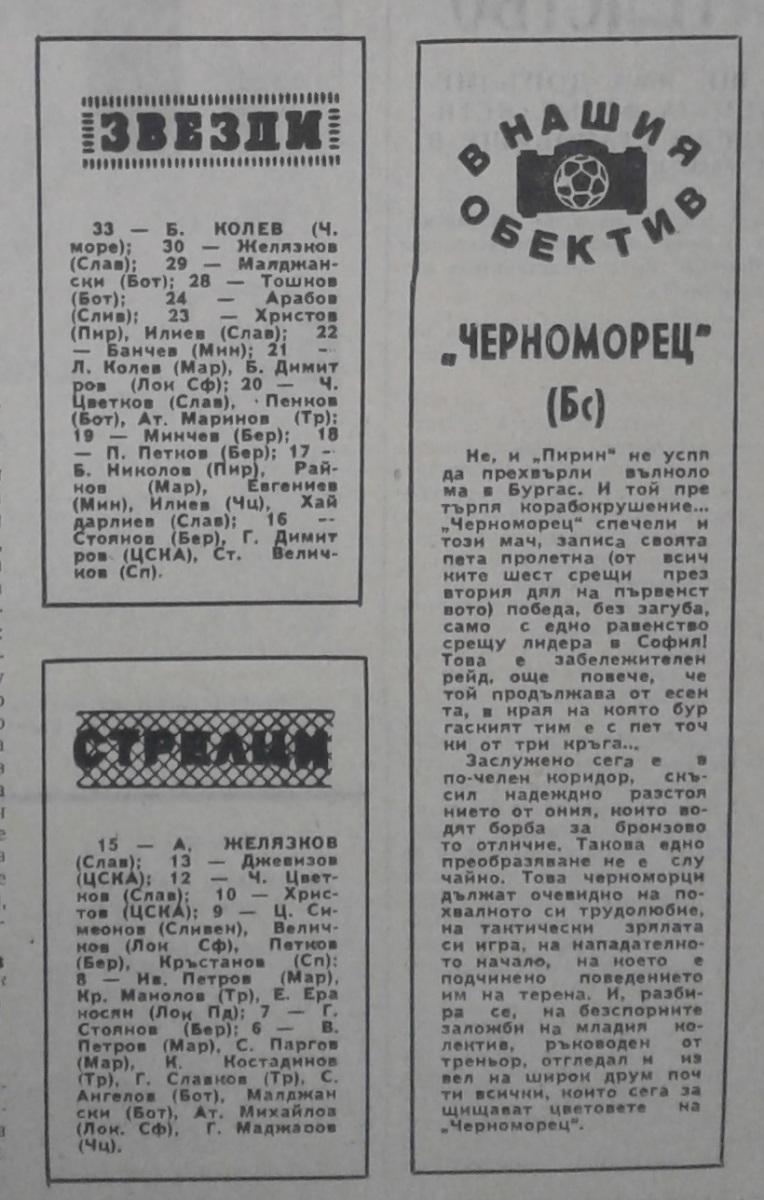 ЗВЕЗДИ
33 — Б. КОЛЕВ (Ч.
море); 30 — Желязков
(Слав); 29 — Малджан-
ски (Бот); 28 — Тошков
(Бот); 24 — Арабов
(Слив); 23 — Христов
(Пир), Илиев (Слав); 22
— Банчев (Мин); 21 —
Л. Колев (Мар), Б. Димит
ров (Лок Сф); 20 — Ч.
Цветков (Слав), Пенков
(Бот), Ат. Маринов (Тр);
19 — Минчев (Бер); 18
— П. Петков (Бер); 17 —
Б. Николов (Пир), Рай-
нов (Мар), Евгениев
(Мин), Илиев (Чц), Хай
дарлиев (Слав); 16 —
Стоянов (Бер), Г. Димит
ров (ЦСКА), Ст. Велич-
ков (Сп).
СТРЕЛЦИ
15 — А. ЖЕЛЯЗКОВ
(Слав); 13 — Джевизов
(ЦСКА); 12 — Ч. Цвет-
ков (Слав); 10 — Хрис-
тов (ЦСКА); 9 — Ц. Си-
меонов (Сливен), Велич-
ков (Лок Сф), Петков
(Бер), Кръстанов (Сп):
8 — Ив. Петров (Мар),
Кр. Манолов (Тр), Е. Ера
носян (Лок Пд); 7 — Г.
Стоянов (Бер); 6 — В.
Петров (Мар), С. Паргов
(Мар), К. Костадинов
(Тр), Г. Славков (Тр), С.
Ангелов (Бот), Малджан
ски (Бот), Ат. Михайлов
(Лок. Сф), Г. Маджаров
(Чц).
В НАШИЯ
ОБЕКТИВ
„ЧЕРНОМОРЕЦ“
(Бс)
Не, и „Пирин“ не успя
да прехвърли вълноло
ма в Бургас. И той пре
търпя корабокрушение...
„Черноморец“ спечели и
този мач, записа своята
пета пролетна (от всич
ките шест срещи през
втория дял на първенст
вото) победа, без загуба,
само с едно равенство
срещу лидера в София!
Това е забележителен
рейд, още повече, че
той продължава от есен
та, в края на която бур
гаският тим е с пет точ
ки от три кръга...
Заслужено сега е в
по-челен коридор, скъ-
сил надеждно разстоя
нието от ония, които во-
дят борба за бронзово
то отличие. Такова едно
преобразяване не е слу
чайно. Това черноморци
дължат очевидно на по-
хвалното си трудолюбие,
на тактически зрялата
си игра, на нападателно-
то начало, на което е
подчинено поведението
им на терена. И, разби-
ра се, на безспорните
заложби на младия ко-
лектив, ръководен от
треньор, отгледал и из
вел на широк друм поч
ти всички, които сега за
щищават цветовете на
„Черноморец“.